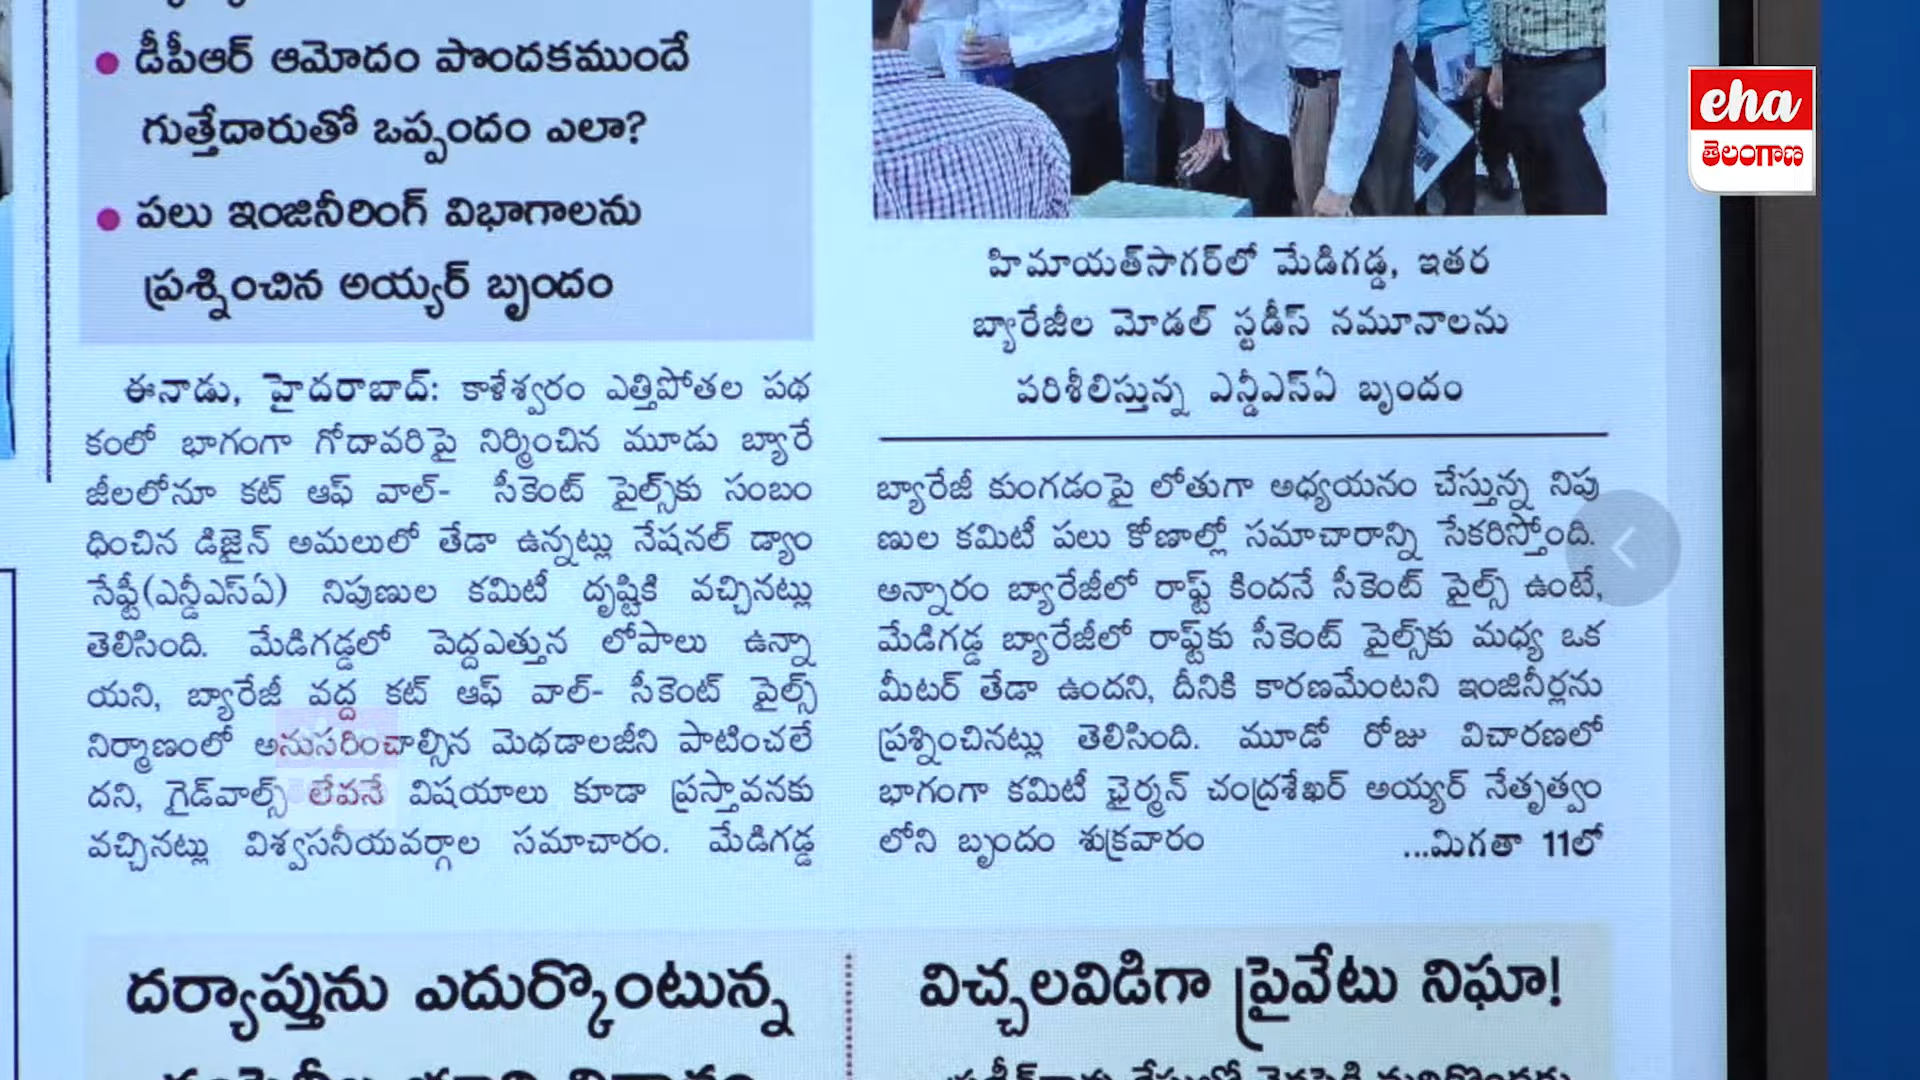 డీపీఆర్ ఆమోదం పొందకముందే
గుత్తేదారుతో ఒప్పందం ఎలా?
పలు ఇంజినీరింగ్ విభాగాలను
ప్రశ్నించిన అయ్యర్ బృందం
ఈనాడు, హైదరాబాద్: కాళేశ్వరం ఎత్తిపోతల పథ
కంలో భాగంగా గోదావరిపై నిర్మించిన మూడు బ్యారే
జీలలోనూ కట్ ఆఫ్ వాల్- సీకెంట్ పైల్స్‌కు సంబం
ధించిన డిజైన్ అమలులో తేడా ఉన్నట్లు నేషనల్ డ్యాం
సేఫ్టీ(ఎన్డీఎస్ఏ) నిపుణుల కమిటీ దృష్టికి వచ్చినట్లు
తెలిసింది. మేడిగడ్డలో పెద్దఎత్తున లోపాలు ఉన్నా
యని, బ్యారేజీ వద్ద కట్ ఆఫ్ వాల్- సీకెంట్ పైల్స్
నిర్మాణంలో అనుసరించాల్సిన మెథడాలజీని పాటించలే
దని, గైడ్‌వాల్స్ లేవనే విషయాలు కూడా ప్రస్తావనకు
వచ్చినట్లు విశ్వసనీయవర్గాల సమాచారం. మేడిగడ్డ
హిమాయత్‌సాగర్‌లో మేడిగడ్డ, ఇతర
బ్యారేజీల మోడల్ స్టడీస్ నమూనాలను
పరిశీలిస్తున్న ఎన్డీఎస్ఏ బృందం
బ్యారేజీ కుంగడంపై లోతుగా అధ్యయనం చేస్తున్న నిపు
ణుల కమిటీ పలు కోణాల్లో సమాచారాన్ని సేకరిస్తోంది.
అన్నారం బ్యారేజీలో రాఫ్ట్ కిందనే సీకెంట్ పైల్స్ ఉంటే,
మేడిగడ్డ బ్యారేజీలో రాఫ్ట్‌కు సీకెంట్ పైల్స్‌కు మధ్య ఒక
మీటర్ తేడా ఉందని, దీనికి కారణమేంటని ఇంజినీర్లను
ప్రశ్నించినట్లు తెలిసింది. మూడో రోజు విచారణలో
భాగంగా కమిటీ ఛైర్మన్ చంద్రశేఖర్ అయ్యర్ నేతృత్వం
లోని బృందం శుక్రవారం ...మిగతా 11లో
దర్యాప్తును ఎదుర్కొంటున్న
విచ్చలవిడిగా ప్రైవేటు నిఘా!
eha
తెలంగాణ